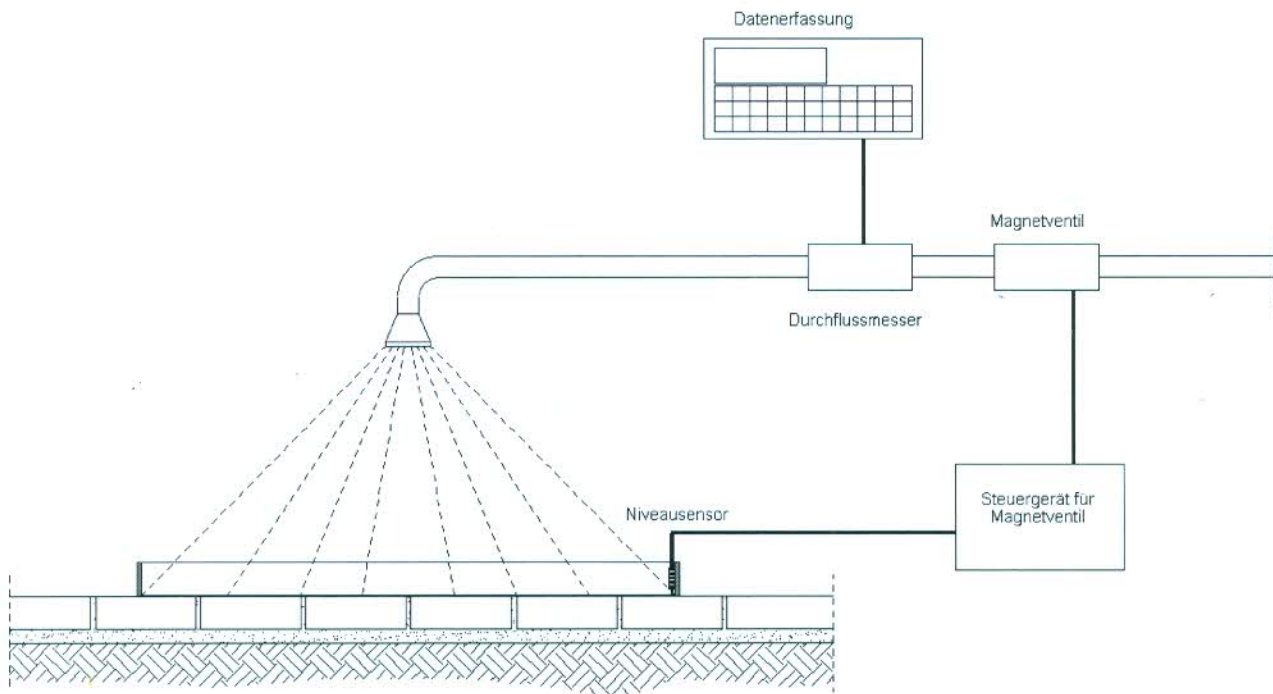 Datenerfassung
Magnetventil
Durchflussmesser
Steuergerät für
Magnetventil
Niveausensor